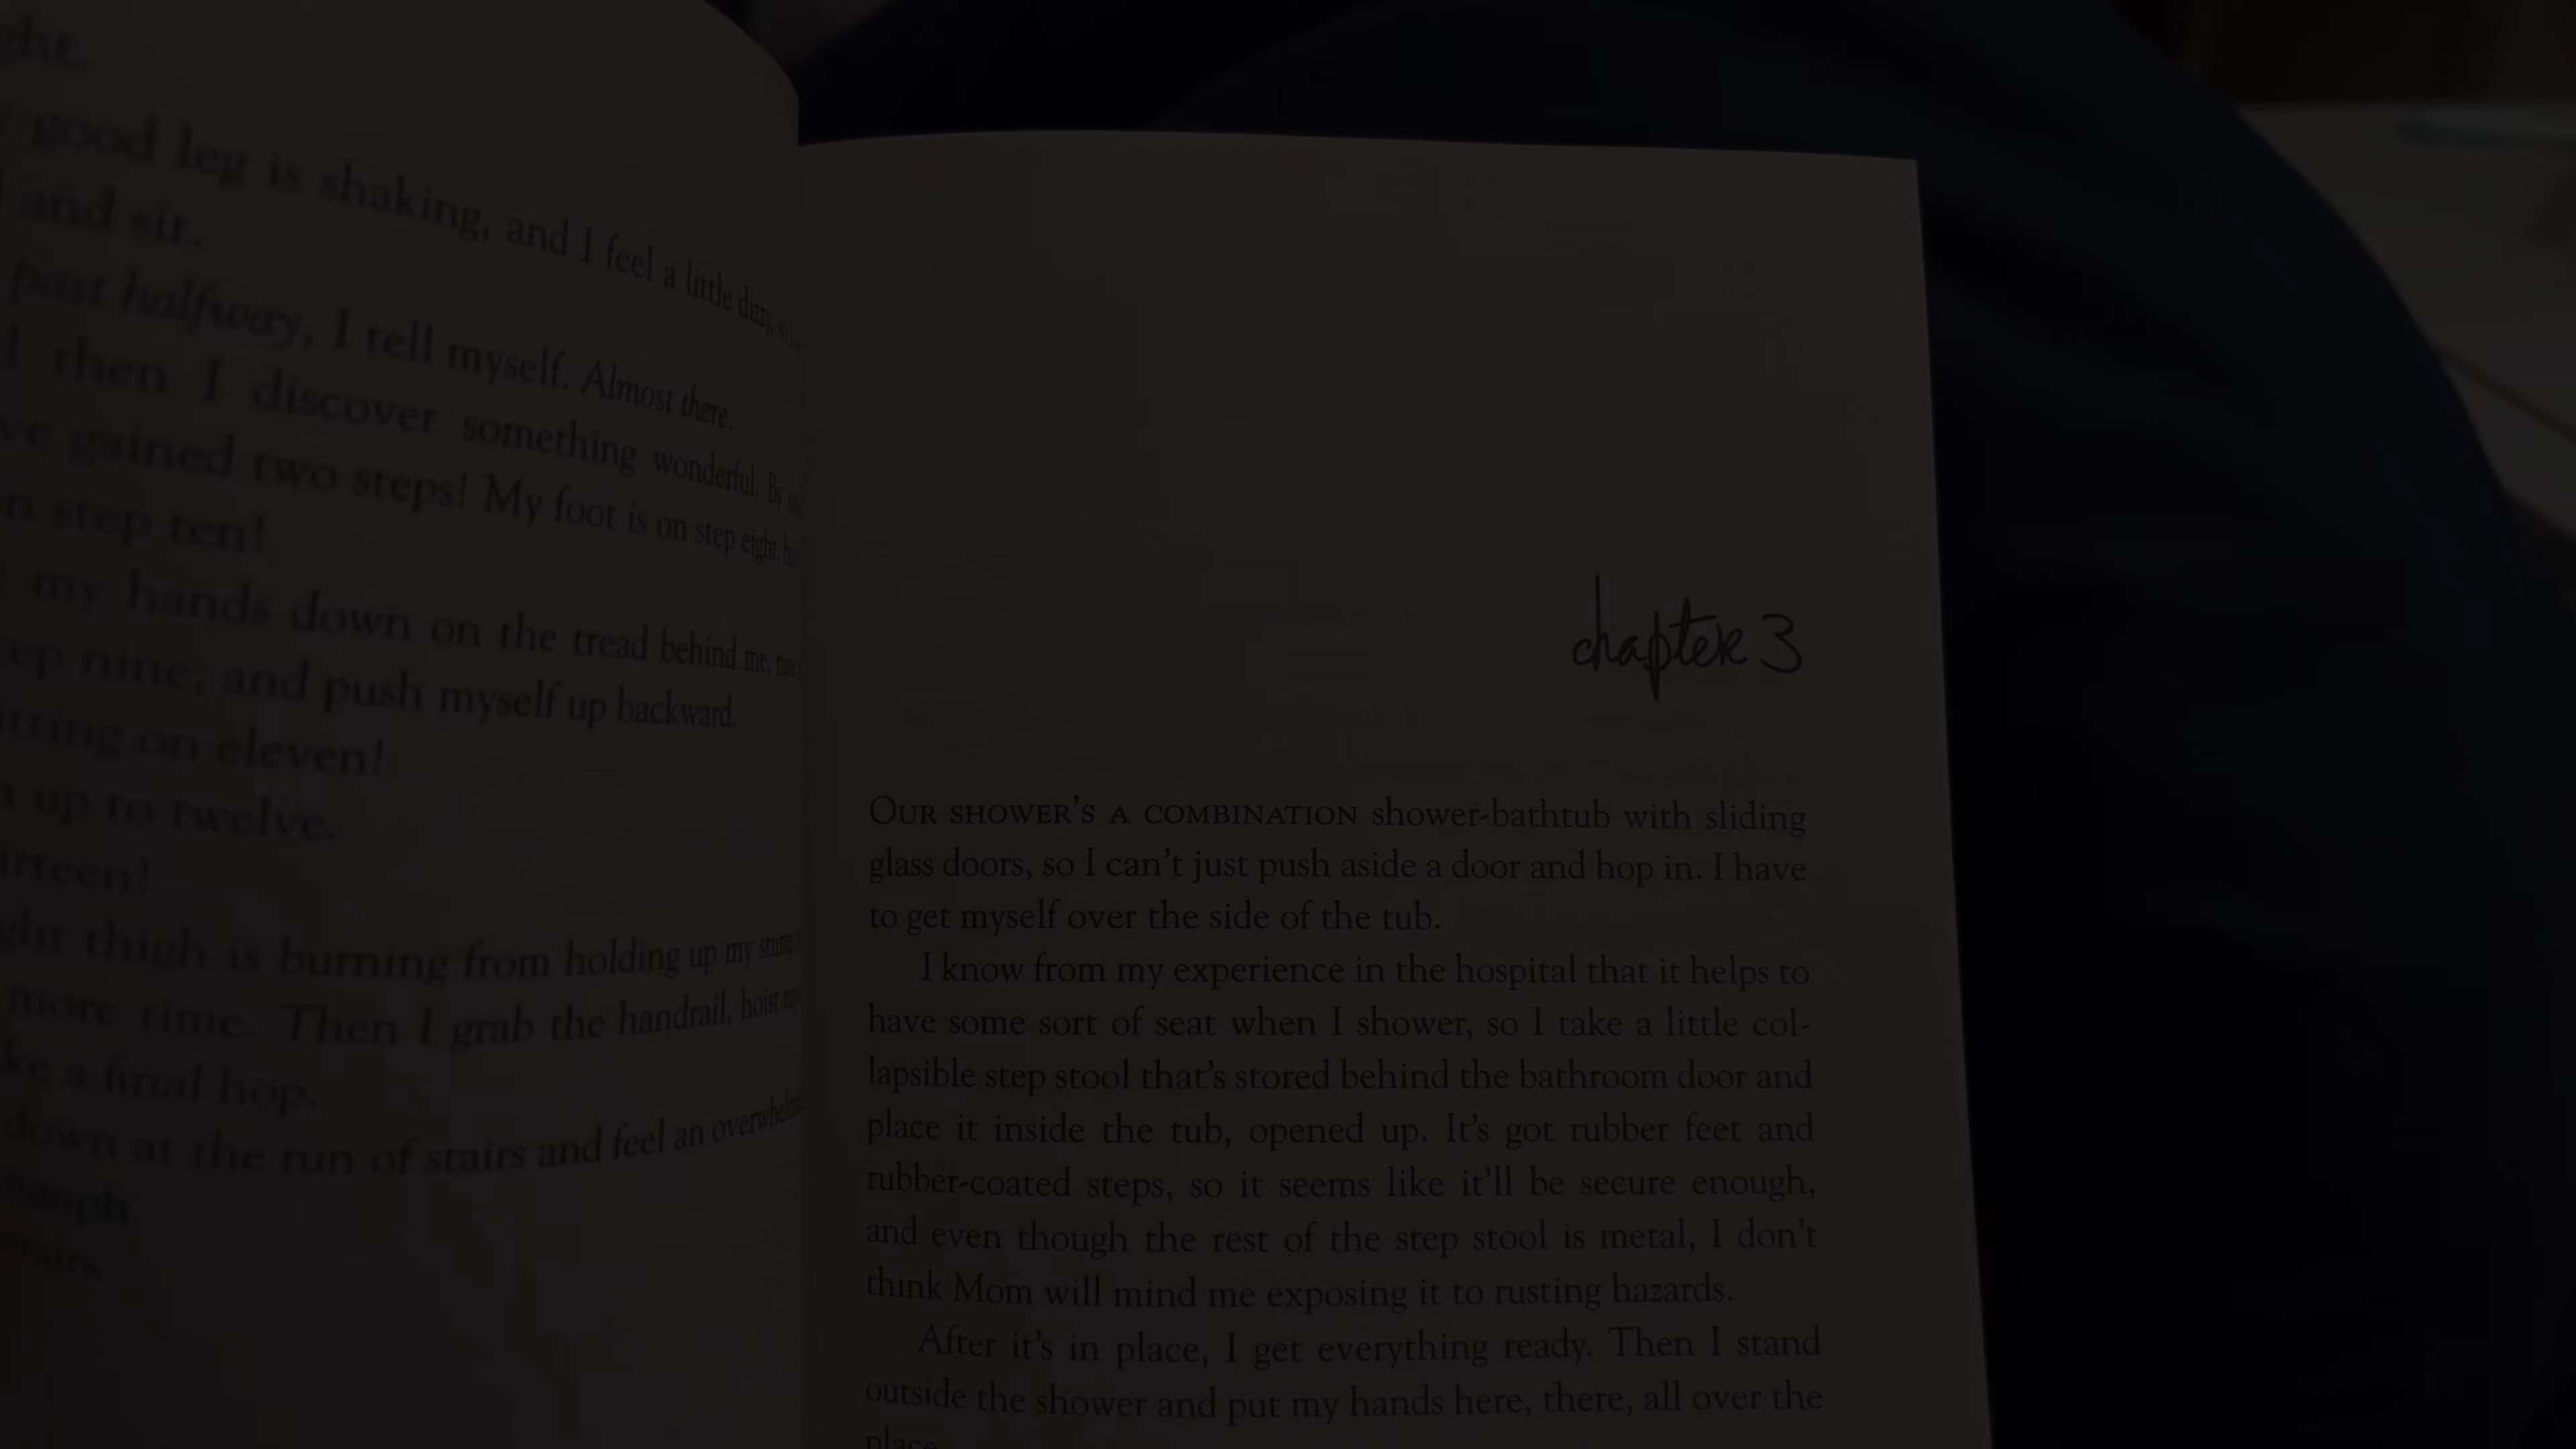 ght.
good leg is shaking, and I feel a little dizzy, so I
and sit.
past halfway, I tell myself. Almost there.
then I discover something wonderful. By
ve gained two steps! My foot is on step eight, but
n step ten!
my hands down on the tread behind me,
ep nine, and push myself up backward.
itting on eleven!
up to twelve.
irteen!
ght thigh is burning from holding up my
more time. Then I grab the handrail, hoist
ke a final hop.
down at the run of stairs and feel an
umph.
stairs.
chapter 3
OUR SHOWER'S A COMBINATION shower-bathtub with sliding
glass doors, so I can't just push aside a door and hop in. I have
to get myself over the side of the tub.
I know from my experience in the hospital that it helps to
have some sort of seat when I shower, so I take a little col-
lapsible step stool that's stored behind the bathroom door and
place it inside the tub, opened up. It's got rubber feet and
rubber-coated steps, so it seems like it'll be secure enough,
and even though the rest of the step stool is metal, I don't
think Mom will mind me exposing it to rusting hazards.
After it's in place, I get everything ready. Then I stand
outside the shower and put my hands here, there, all over the
place